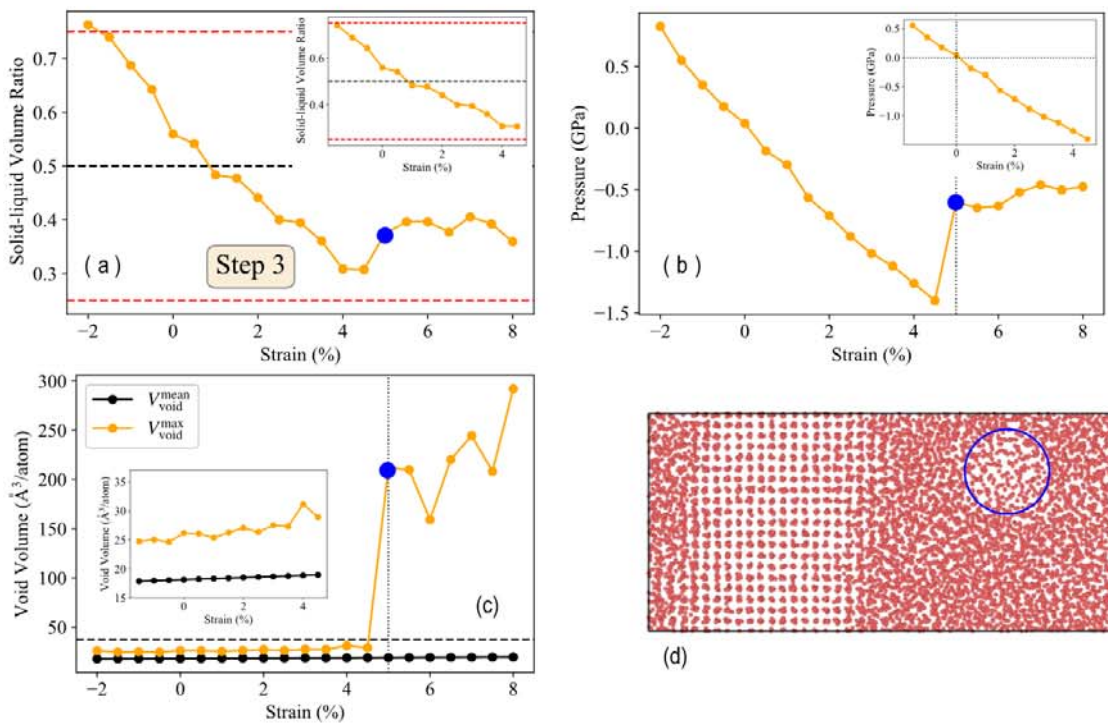 Solid-liquid Volume Ratio
0.7
0.6
0.5
0.4
0.3
−2
0
2
4
6
8
Strain (%)
( a )
Step 3
Solid-liquid Volume Ratio
0.6
0.4
0
2
4
Strain (%)
Pressure (GPa)
0.5
0.0
−0.5
−1.0
−1.5
−2
0
2
4
6
8
Strain (%)
( b )
Pressure (GPa)
0.5
0.0
−0.5
−1.0
0
2
4
Strain (%)
Void Volume (Å³/atom)
300
250
200
150
100
50
−2
0
2
4
6
8
Strain (%)
V_void^mean
V_void^max
(c)
Void Volume (Å³/atom)
35
30
25
20
15
0
2
4
Strain (%)
(d)